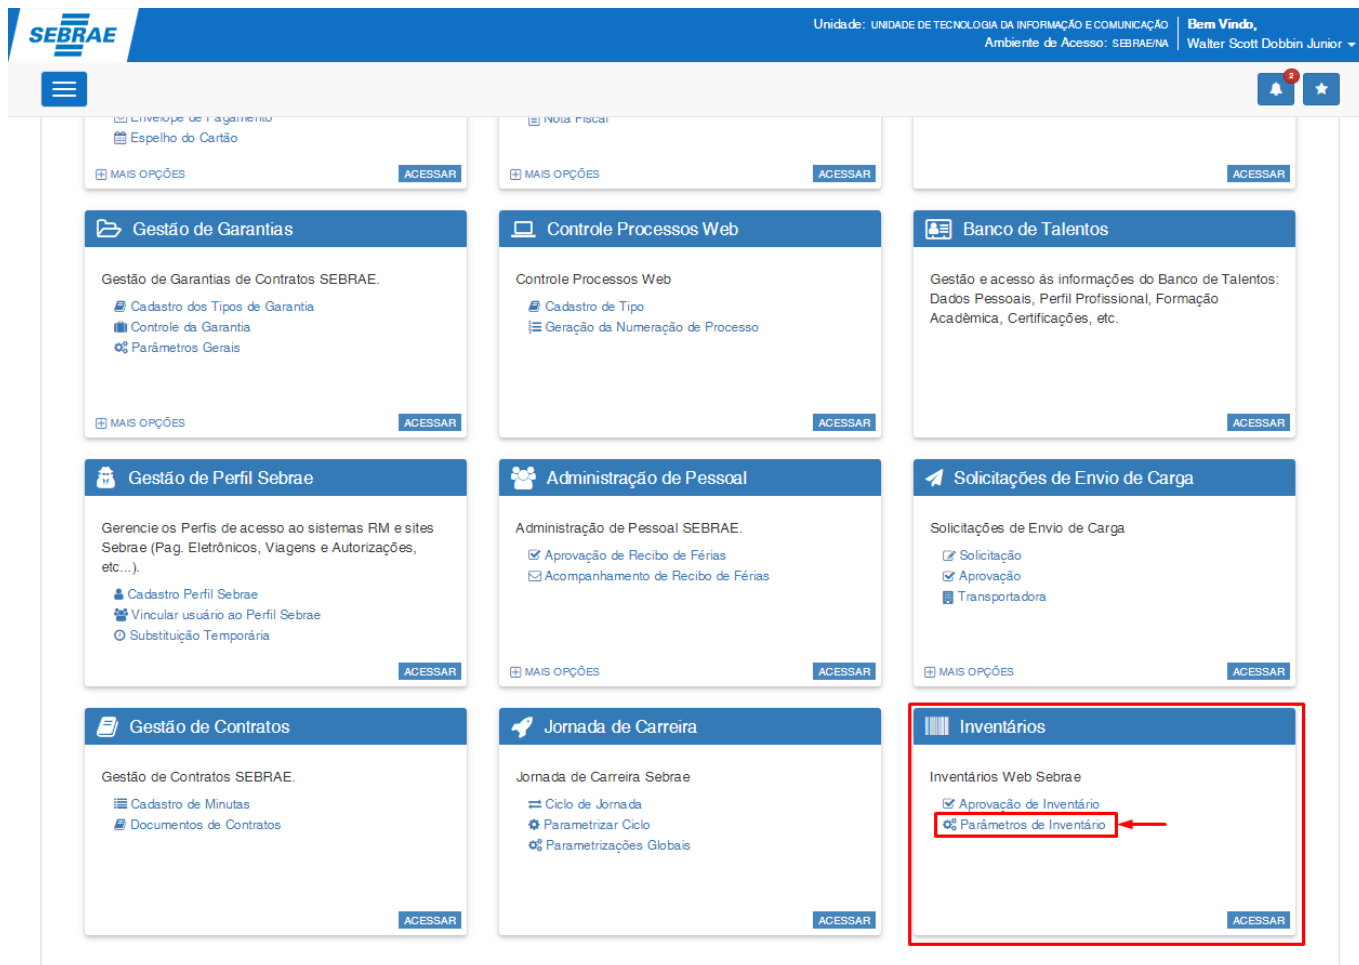 SEBRAE
Unidade: UNIDADE DE TECNOLOGIA DA INFORMAÇÃO E COMUNICAÇÃO
Ambiente de Acesso: SEBRAE/NA
Bem Vindo,
Walter Scott Dobbin Junior
2
Envelope de Pagamento
Espelho do Cartão
MAIS OPÇÕES
ACESSAR
Nota Fiscal
MAIS OPÇÕES
ACESSAR
ACESSAR
Gestão de Garantias
Gestão de Garantias de Contratos SEBRAE.
Cadastro dos Tipos de Garantia
Controle da Garantia
Parâmetros Gerais
MAIS OPÇÕES
ACESSAR
Controle Processos Web
Controle Processos Web
Cadastro de Tipo
Geração da Numeração de Processo
ACESSAR
Banco de Talentos
Gestão e acesso ás informações do Banco de Talentos:
Dados Pessoais, Perfil Profissional, Formação
Acadêmica, Certificações, etc.
ACESSAR
Gestão de Perfil Sebrae
Gerencie os Perfis de acesso ao sistemas RM e sites
Sebrae (Pag. Eletrônicos, Viagens e Autorizações,
etc...).
Cadastro Perfil Sebrae
Vincular usuário ao Perfil Sebrae
Substituição Temporária
ACESSAR
Administração de Pessoal
Administração de Pessoal SEBRAE.
Aprovação de Recibo de Férias
Acompanhamento de Recibo de Férias
MAIS OPÇÕES
ACESSAR
Solicitações de Envio de Carga
Solicitações de Envio de Carga
Solicitação
Aprovação
Transportadora
MAIS OPÇÕES
ACESSAR
Gestão de Contratos
Gestão de Contratos SEBRAE.
Cadastro de Minutas
Documentos de Contratos
ACESSAR
Jornada de Carreira
Jornada de Carreira Sebrae
Ciclo de Jornada
Parametrizar Ciclo
Parametrizações Globais
ACESSAR
Inventários
Inventários Web Sebrae
Aprovação de Inventário
Parâmetros de Inventário
ACESSAR